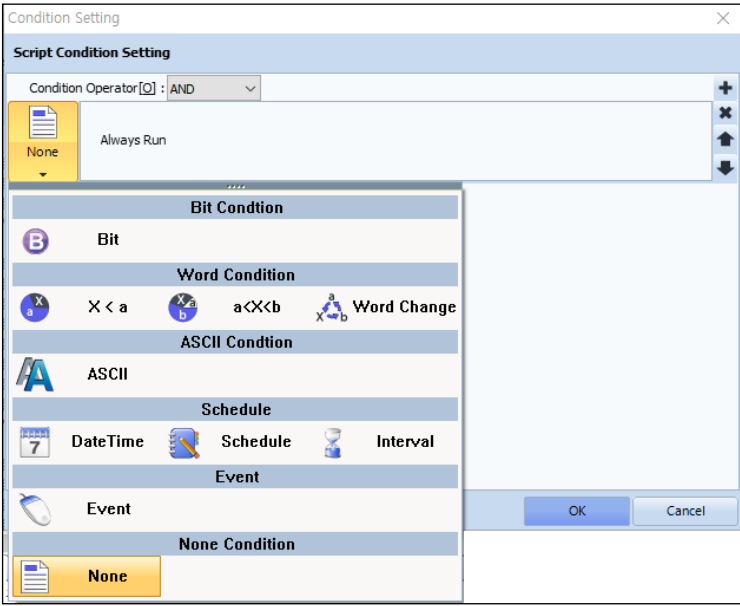 Condition Setting
Script Condition Setting
Condition Operator[O] : AND
None
Always Run
Bit Condtion
B Bit
Word Condition
X a X < a X a b a<X<b a X b Word Change
ASCII Condtion
A ASCII
Schedule
7 DateTime Schedule Interval
Event
Event
OK Cancel
None Condition
None